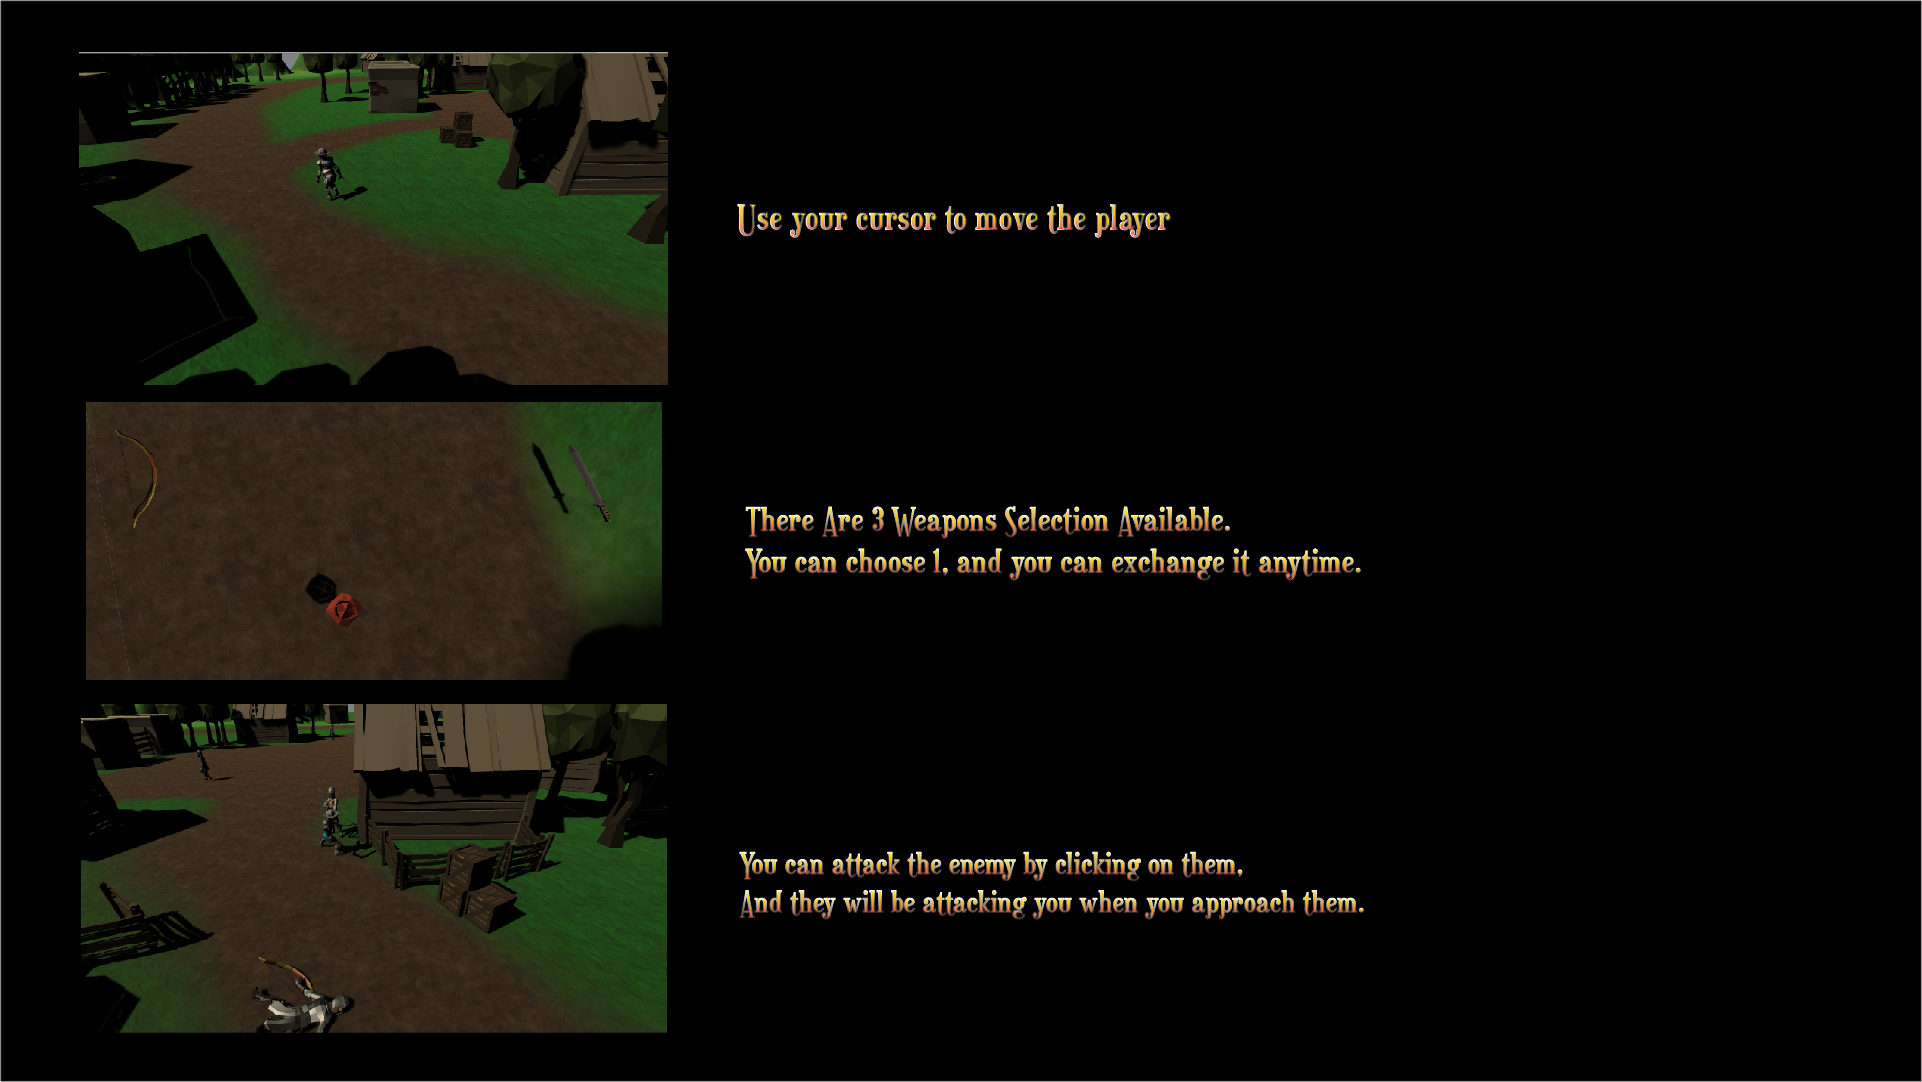 Use your cursor to move the player
There Are 3 Weapons Selection Available.
You can choose 1, and you can exchange it anytime.
You can attack the enemy by clicking on them,
And they will be attacking you when you approach them.